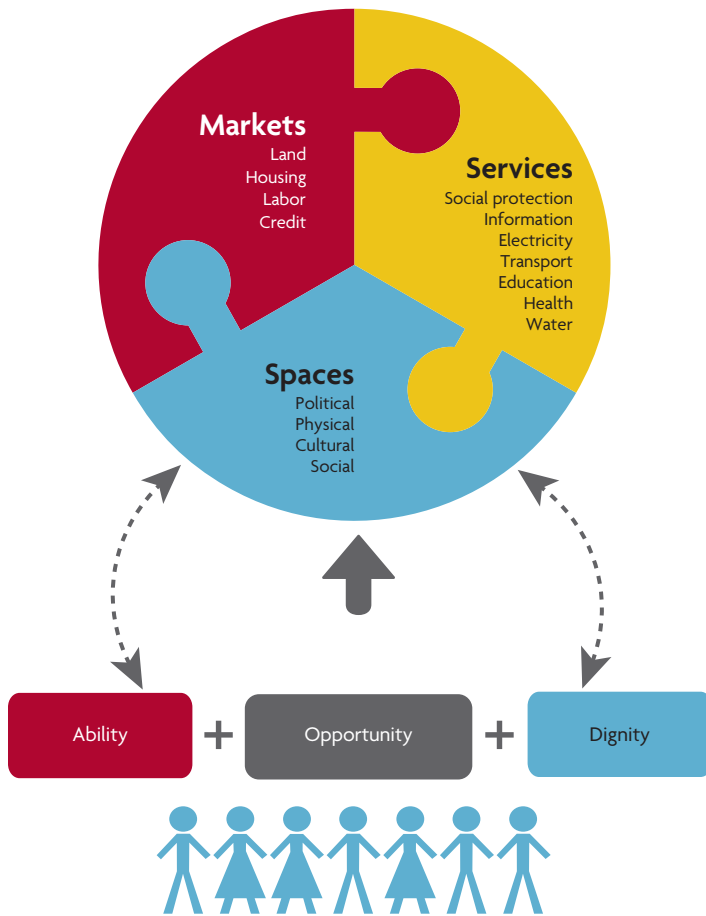 Markets
Land
Housing
Labor
Credit
Services
Social protection
Information
Electricity
Transport
Education
Health
Water
Spaces
Political
Physical
Cultural
Social
Ability + Opportunity + Dignity